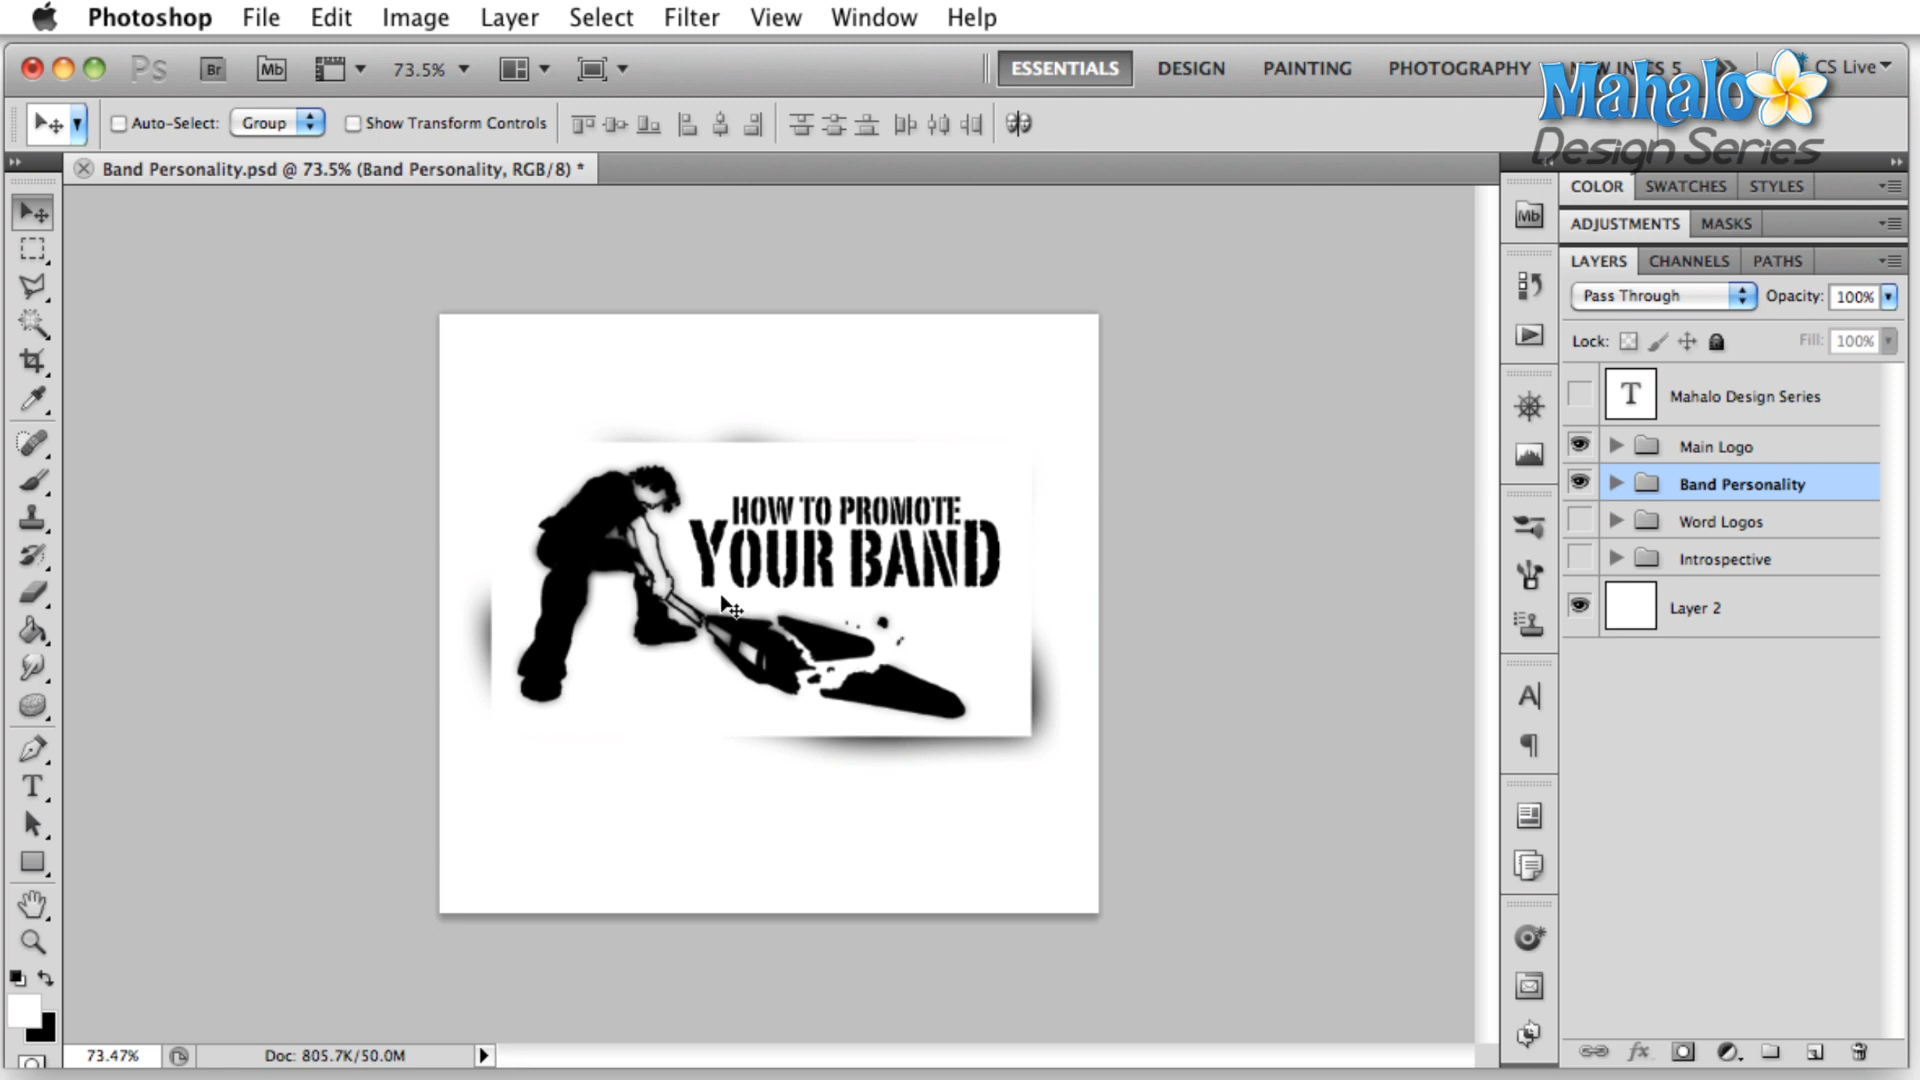 Photoshop File Edit Image Layer Select Filter View Window Help
Ps Br Mb 73.5% ESSENTIALS DESIGN PAINTING PHOTOGRAPHY 5 CS Live
Mahalo
Design Series
Auto-Select: Group Show Transform Controls
Band Personality.psd @ 73.5% (Band Personality, RGB/8) *
COLOR SWATCHES STYLES
Mb
ADJUSTMENTS MASKS
LAYERS CHANNELS PATHS
Pass Through Opacity: 100%
Lock: Fill: 100%
T Mahalo Design Series
Main Logo
Band Personality
Word Logos
Introspective
Layer 2
HOW TO PROMOTE
YOUR BAND
A
T
73.47% Doc: 805.7K/50.0M
fx